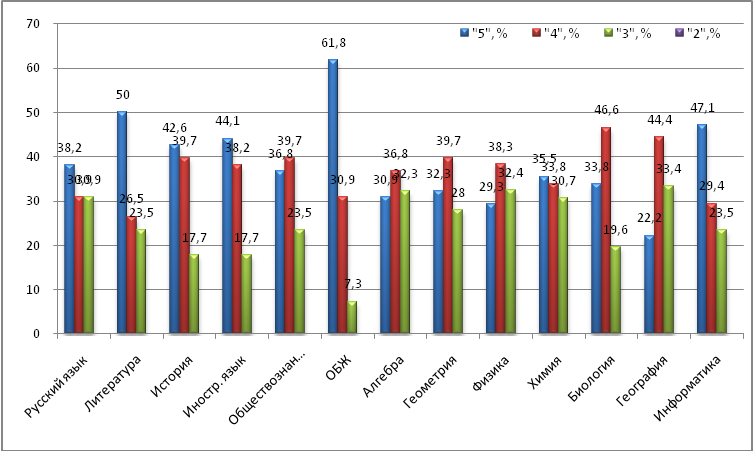 70
60
50
40
30
20
10
0
"5", % "4", % "3", % "2",%
38,2 30,9 30,9
50 26,5 23,5
42,6 39,7 17,7
44,1 38,2 17,7
36,8 39,7 23,5
61,8 30,9 7,3
30,9 36,8 32,3
32,3 39,7 28
29,3 38,3 32,4
35,5 33,8 30,7
33,8 46,6 19,6
22,2 44,4 33,4
47,1 29,4 23,5
Русский язык
Литература
История
Иностр. язык
Обществознан...
ОБЖ
Алгебра
Геометрия
Физика
Химия
Биология
География
Информатика